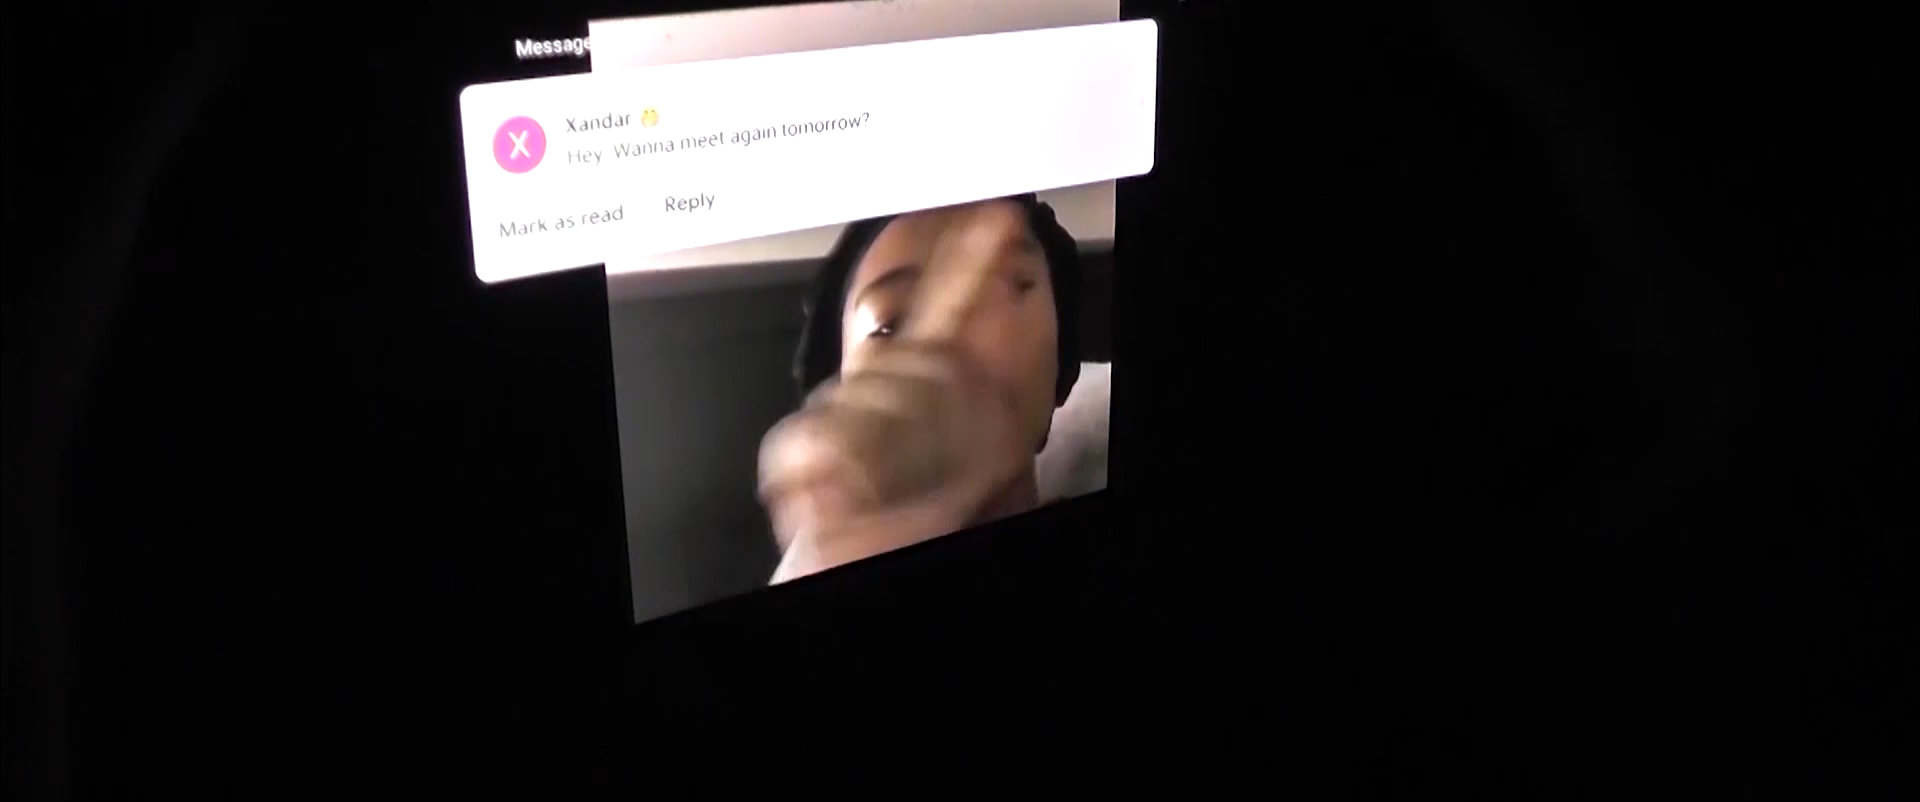 Message
X
Xandar 🤭
Hey Wanna meet again tomorrow?
Mark as read Reply